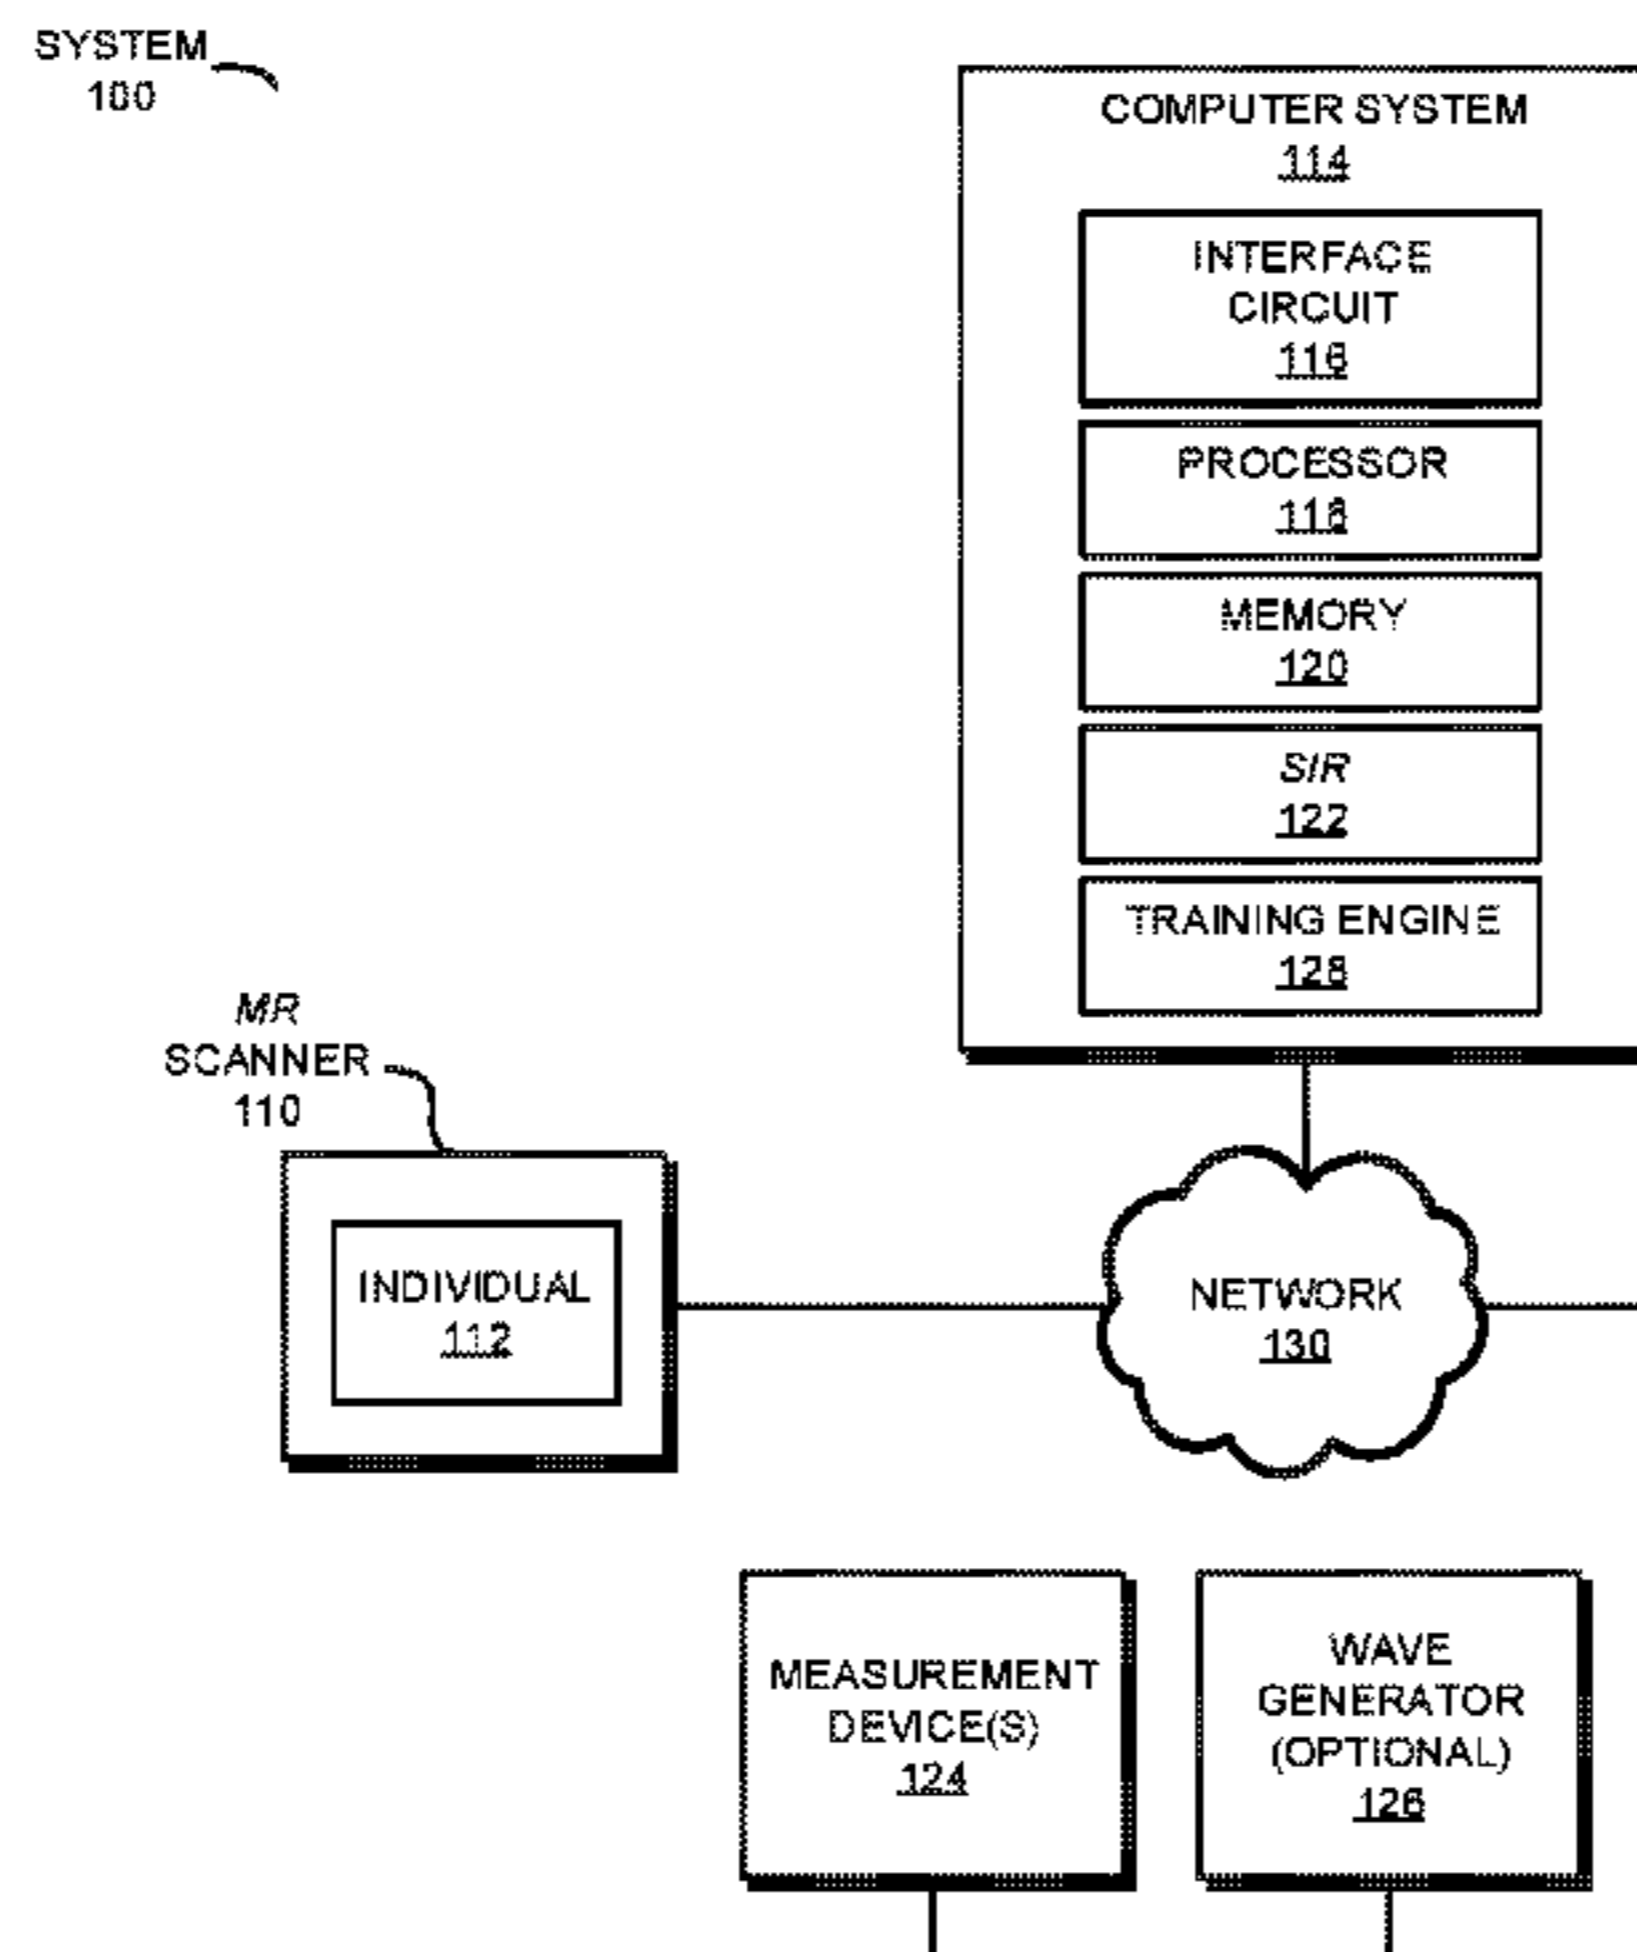 SYSTEM
100
COMPUTER SYSTEM
114
INTERFACE
CIRCUIT
116
PROCESSOR
118
MEMORY
120
SIR
122
TRAINING ENGINE
128
MR
SCANNER
110
INDIVIDUAL
112
NETWORK
130
MEASUREMENT
DEVICE(S)
124
WAVE
GENERATOR
(OPTIONAL)
126